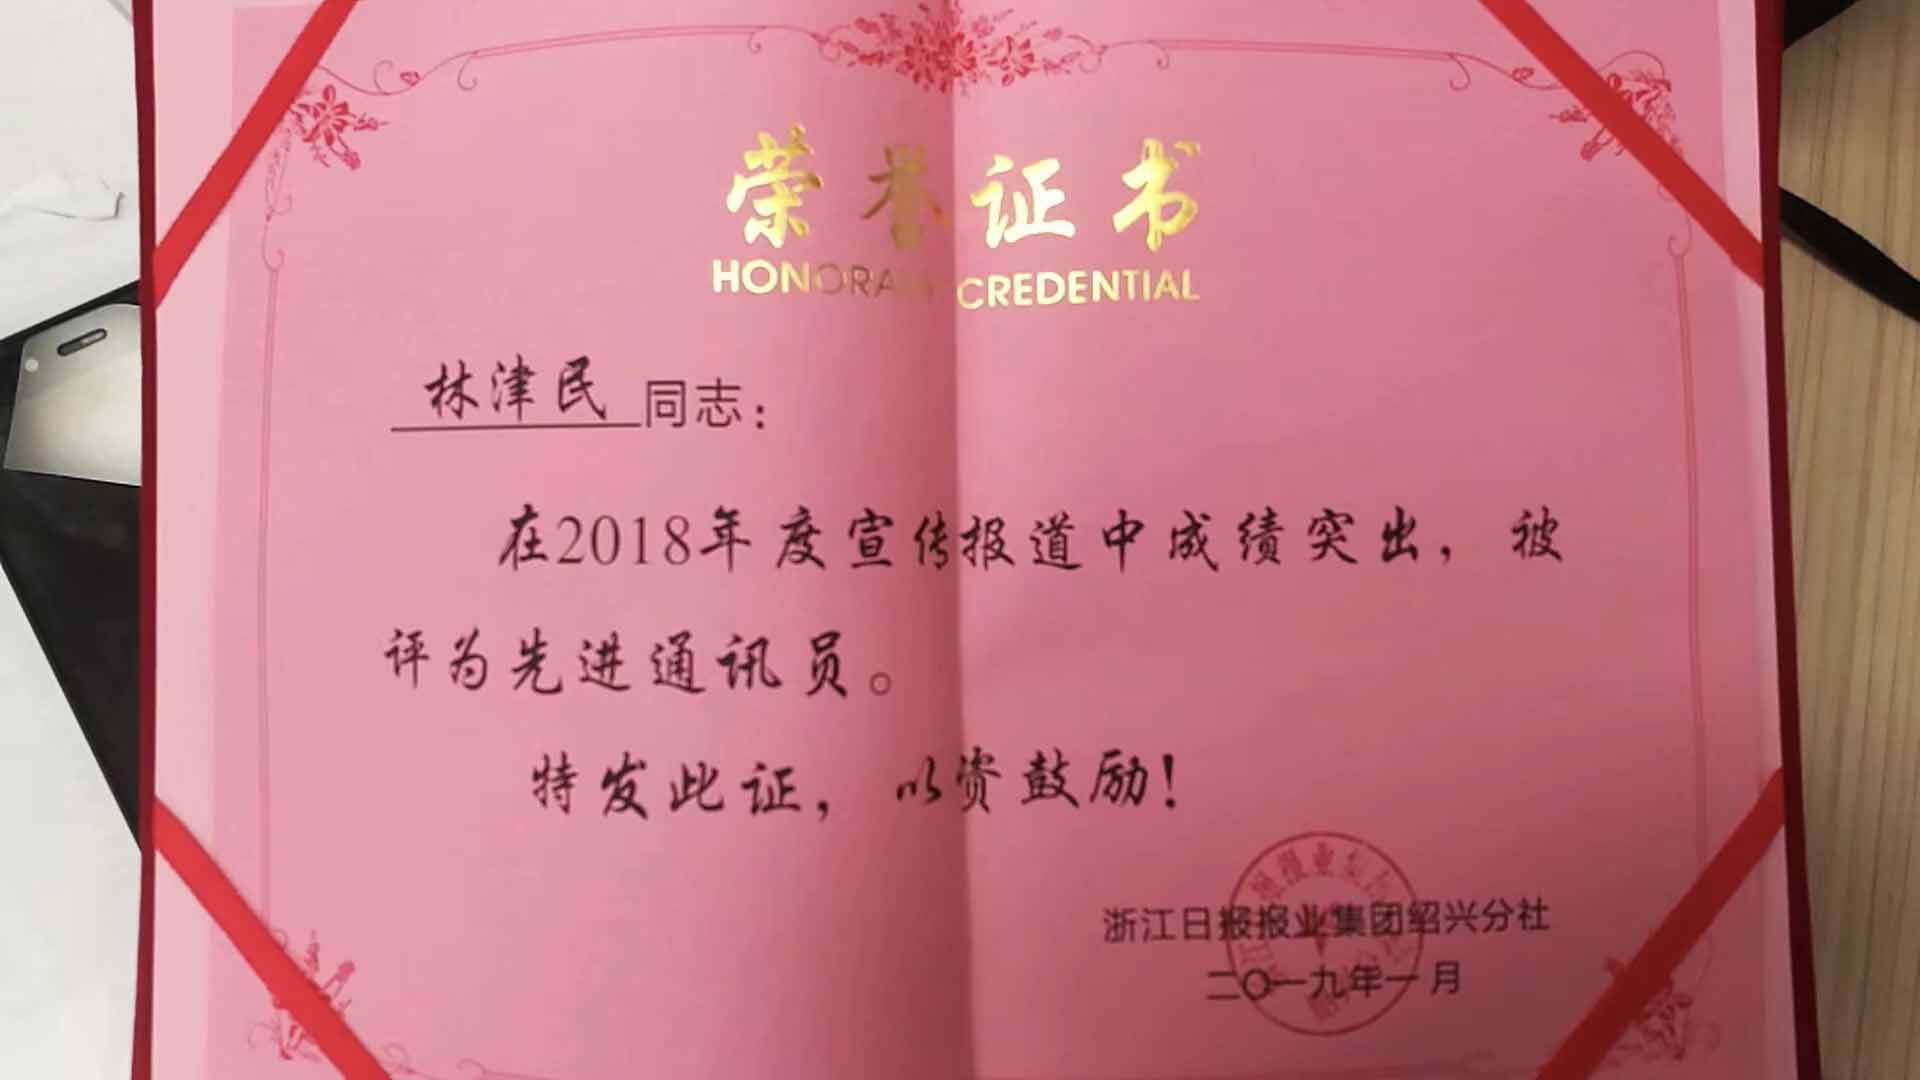 荣誉证书
CREDENTIAL
林津民同志：
在2018年度宣传报道中成绩突出，被
评为先进通讯员。
特发此证，以资鼓励！
浙江日报报业集团绍兴分社
二〇一九年一月